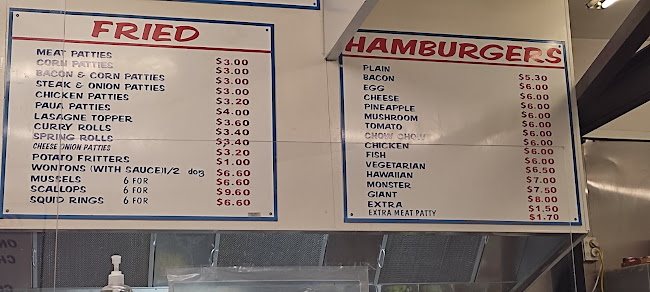 FRIED
MEAT PATTIES $3.00
CORN PATTIES $3.00
BACON & CORN PATTIES $3.00
STEAK & ONION PATTIES $3.00
CHICKEN PATTIES $3.20
PAUA PATTIES $4.00
LASAGNE TOPPER $3.60
CURRY ROLLS $3.40
SPRING ROLLS $3.40
CHEESE ONION PATTIES $3.20
POTATO FRITTERS $1.00
WONTONS (WITH SAUCE)1/2 doz $6.60
MUSSELS 6 FOR $6.60
SCALLOPS 6 FOR $9.60
SQUID RINGS 6 FOR $6.60
HAMBURGERS
PLAIN $5.30
BACON $6.00
EGG $6.00
CHEESE $6.00
PINEAPPLE $6.00
MUSHROOM $6.00
TOMATO $6.00
CHOW CHOW $6.00
CHICKEN $6.00
FISH $6.00
VEGETARIAN $6.50
HAWAIIAN $7.00
MONSTER $7.50
GIANT $8.00
EXTRA $1.50
EXTRA MEAT PATTY $1.70